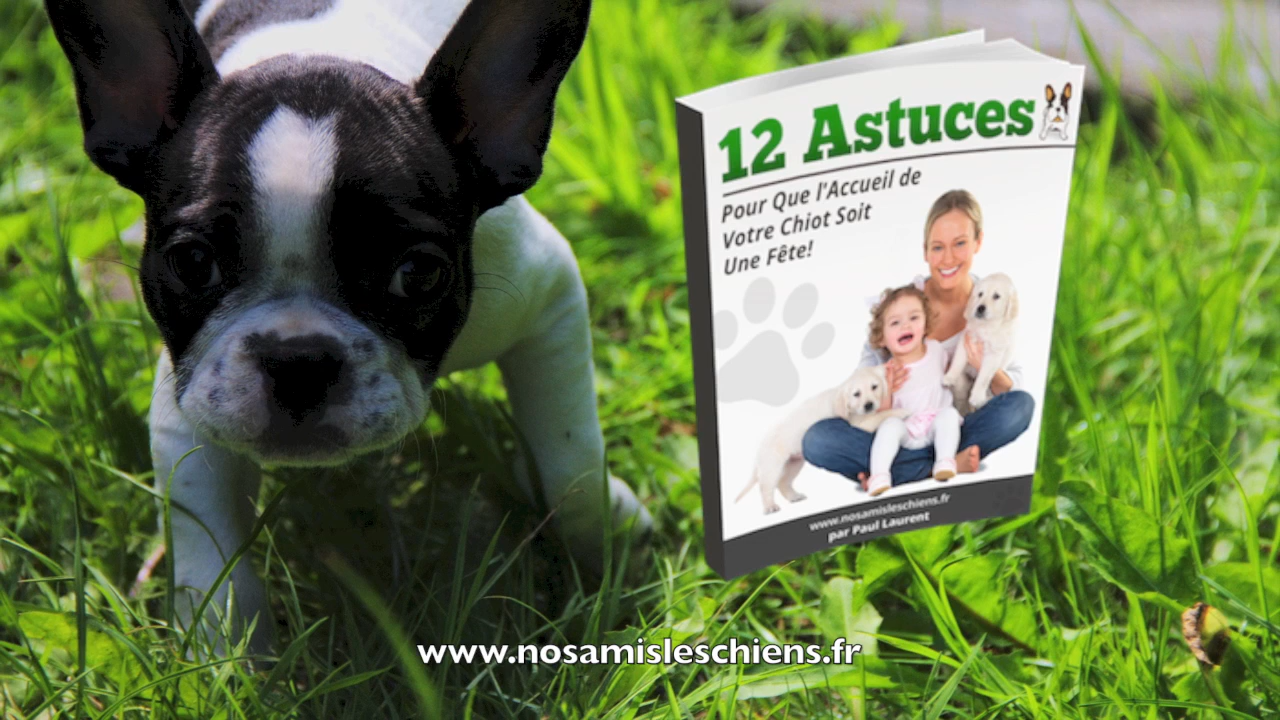 12 Astuces
Pour Que l'Accueil de
Votre Chiot Soit
Une Fête!
www.nosamisleschiens.fr
par Paul Laurent
www.nosamisleschiens.fr